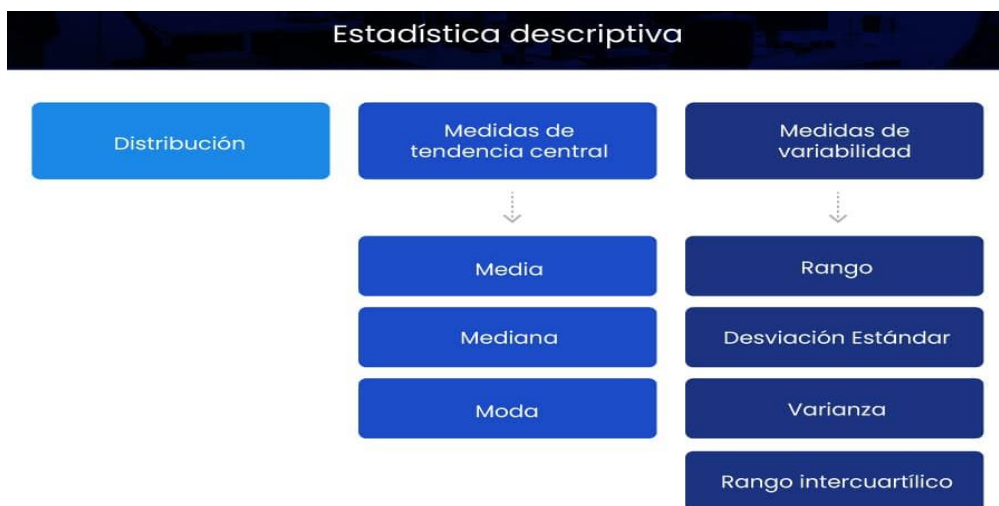 Estadística descriptiva
Distribución
Medidas de
tendencia central
Media
Mediana
Moda
Medidas de
variabilidad
Rango
Desviación Estándar
Varianza
Rango intercuartílico